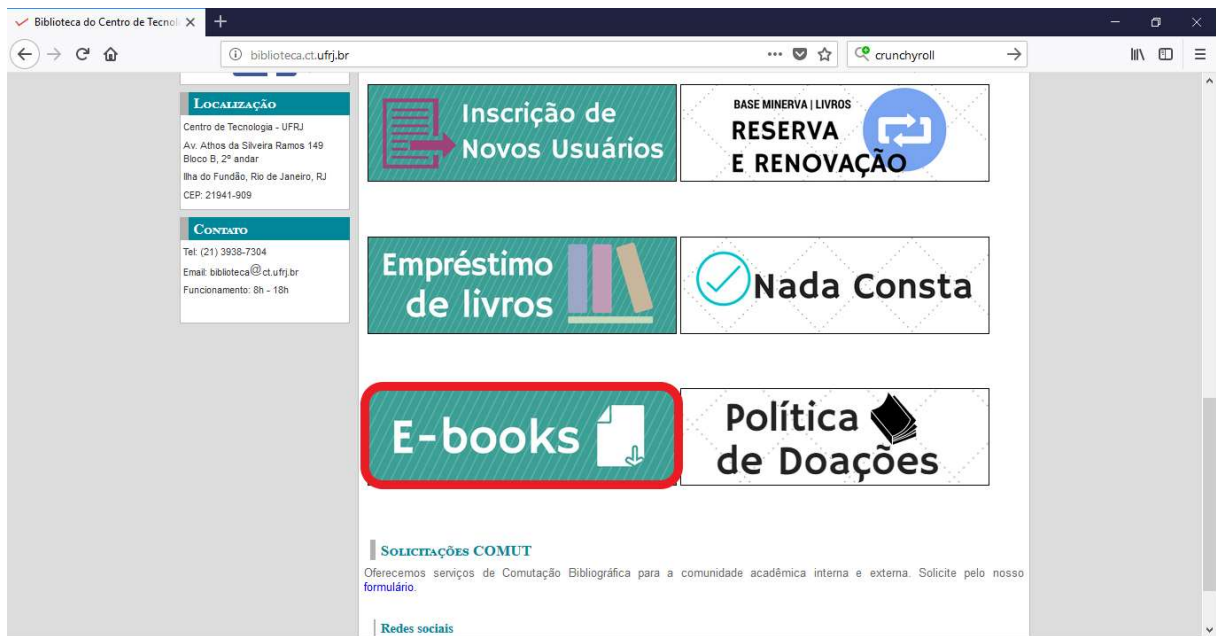 Biblioteca do Centro de Tecnol
biblioteca.ct.ufrj.br
crunchyroll
Localização
Centro de Tecnologia - UFRJ
Av. Athos da Silveira Ramos 149
Bloco B, 2º andar
Ilha do Fundão, Rio de Janeiro, RJ
CEP: 21941-909
Contato
Tel: (21) 3938-7304
Email: biblioteca@ct.ufrj.br
Funcionamento: 8h - 18h
Inscrição de
Novos Usuários
BASE MINERVA | LIVROS
RESERVA
E RENOVAÇÃO
Empréstimo
de livros
Nada Consta
E-books
Política
de Doações
Solicitações COMUT
Oferecemos serviços de Comutação Bibliográfica para a comunidade acadêmica interna e externa. Solicite pelo nosso
formulário.
Redes sociais